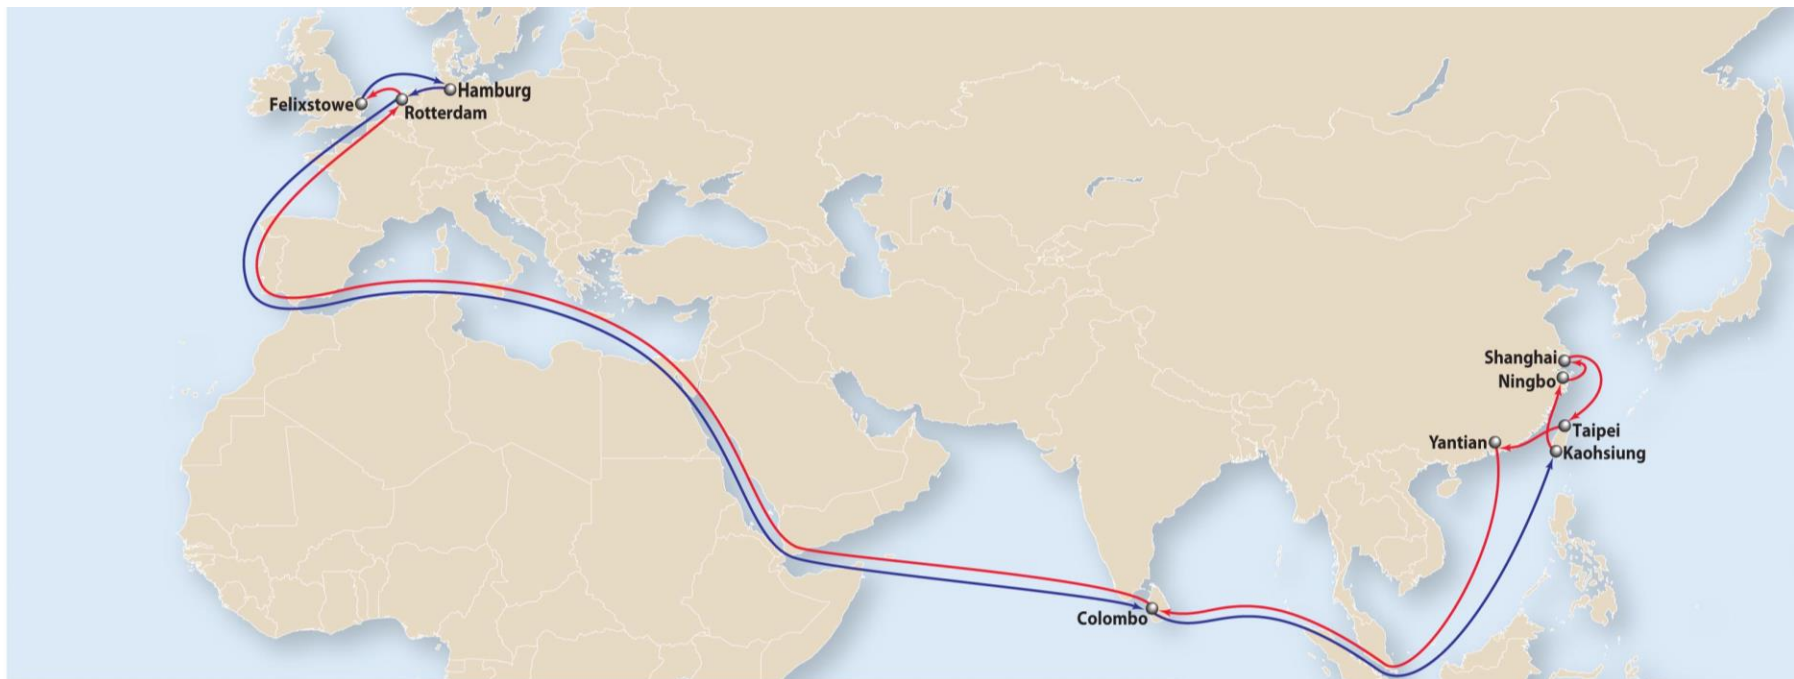 Hamburg
Felixstowe
Rotterdam
Shanghai
Ningbo
Taipei
Yantian
Kaohsiung
Colombo